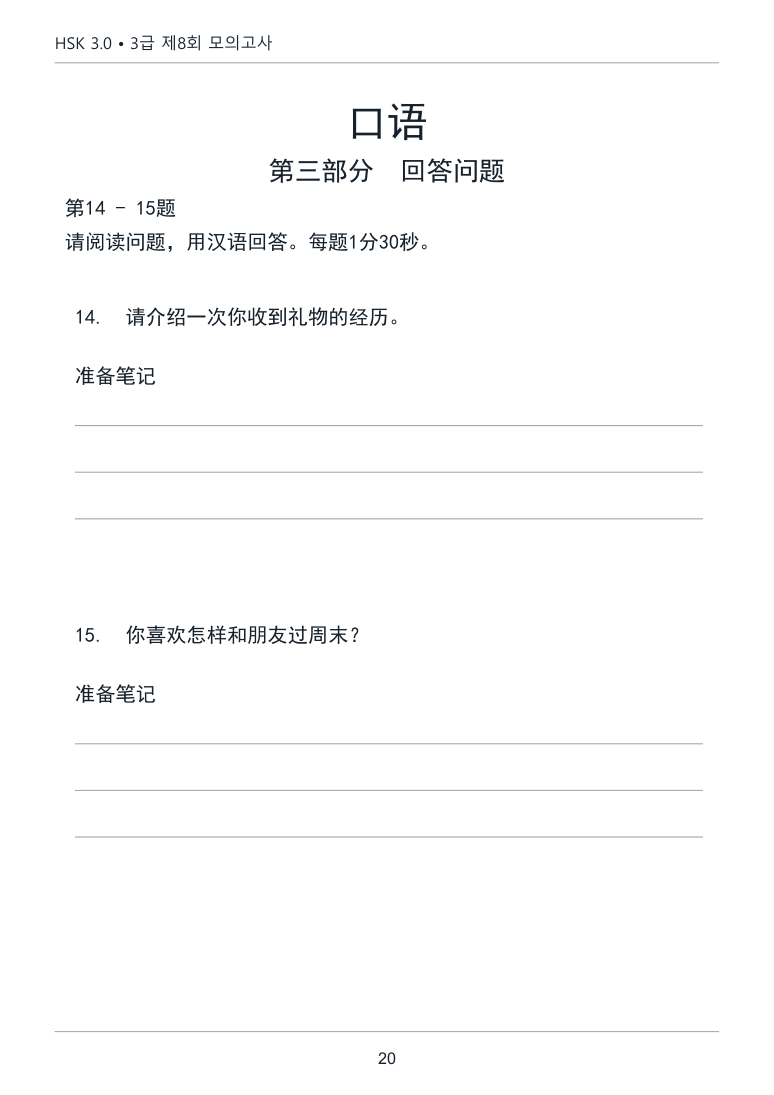 HSK 3.0 • 3급 제8회 모의고사
口语
第三部分　回答问题
第14 – 15题
请阅读问题，用汉语回答。每题1分30秒。
14.　请介绍一次你收到礼物的经历。
准备笔记
15.　你喜欢怎样和朋友过周末？
准备笔记
20